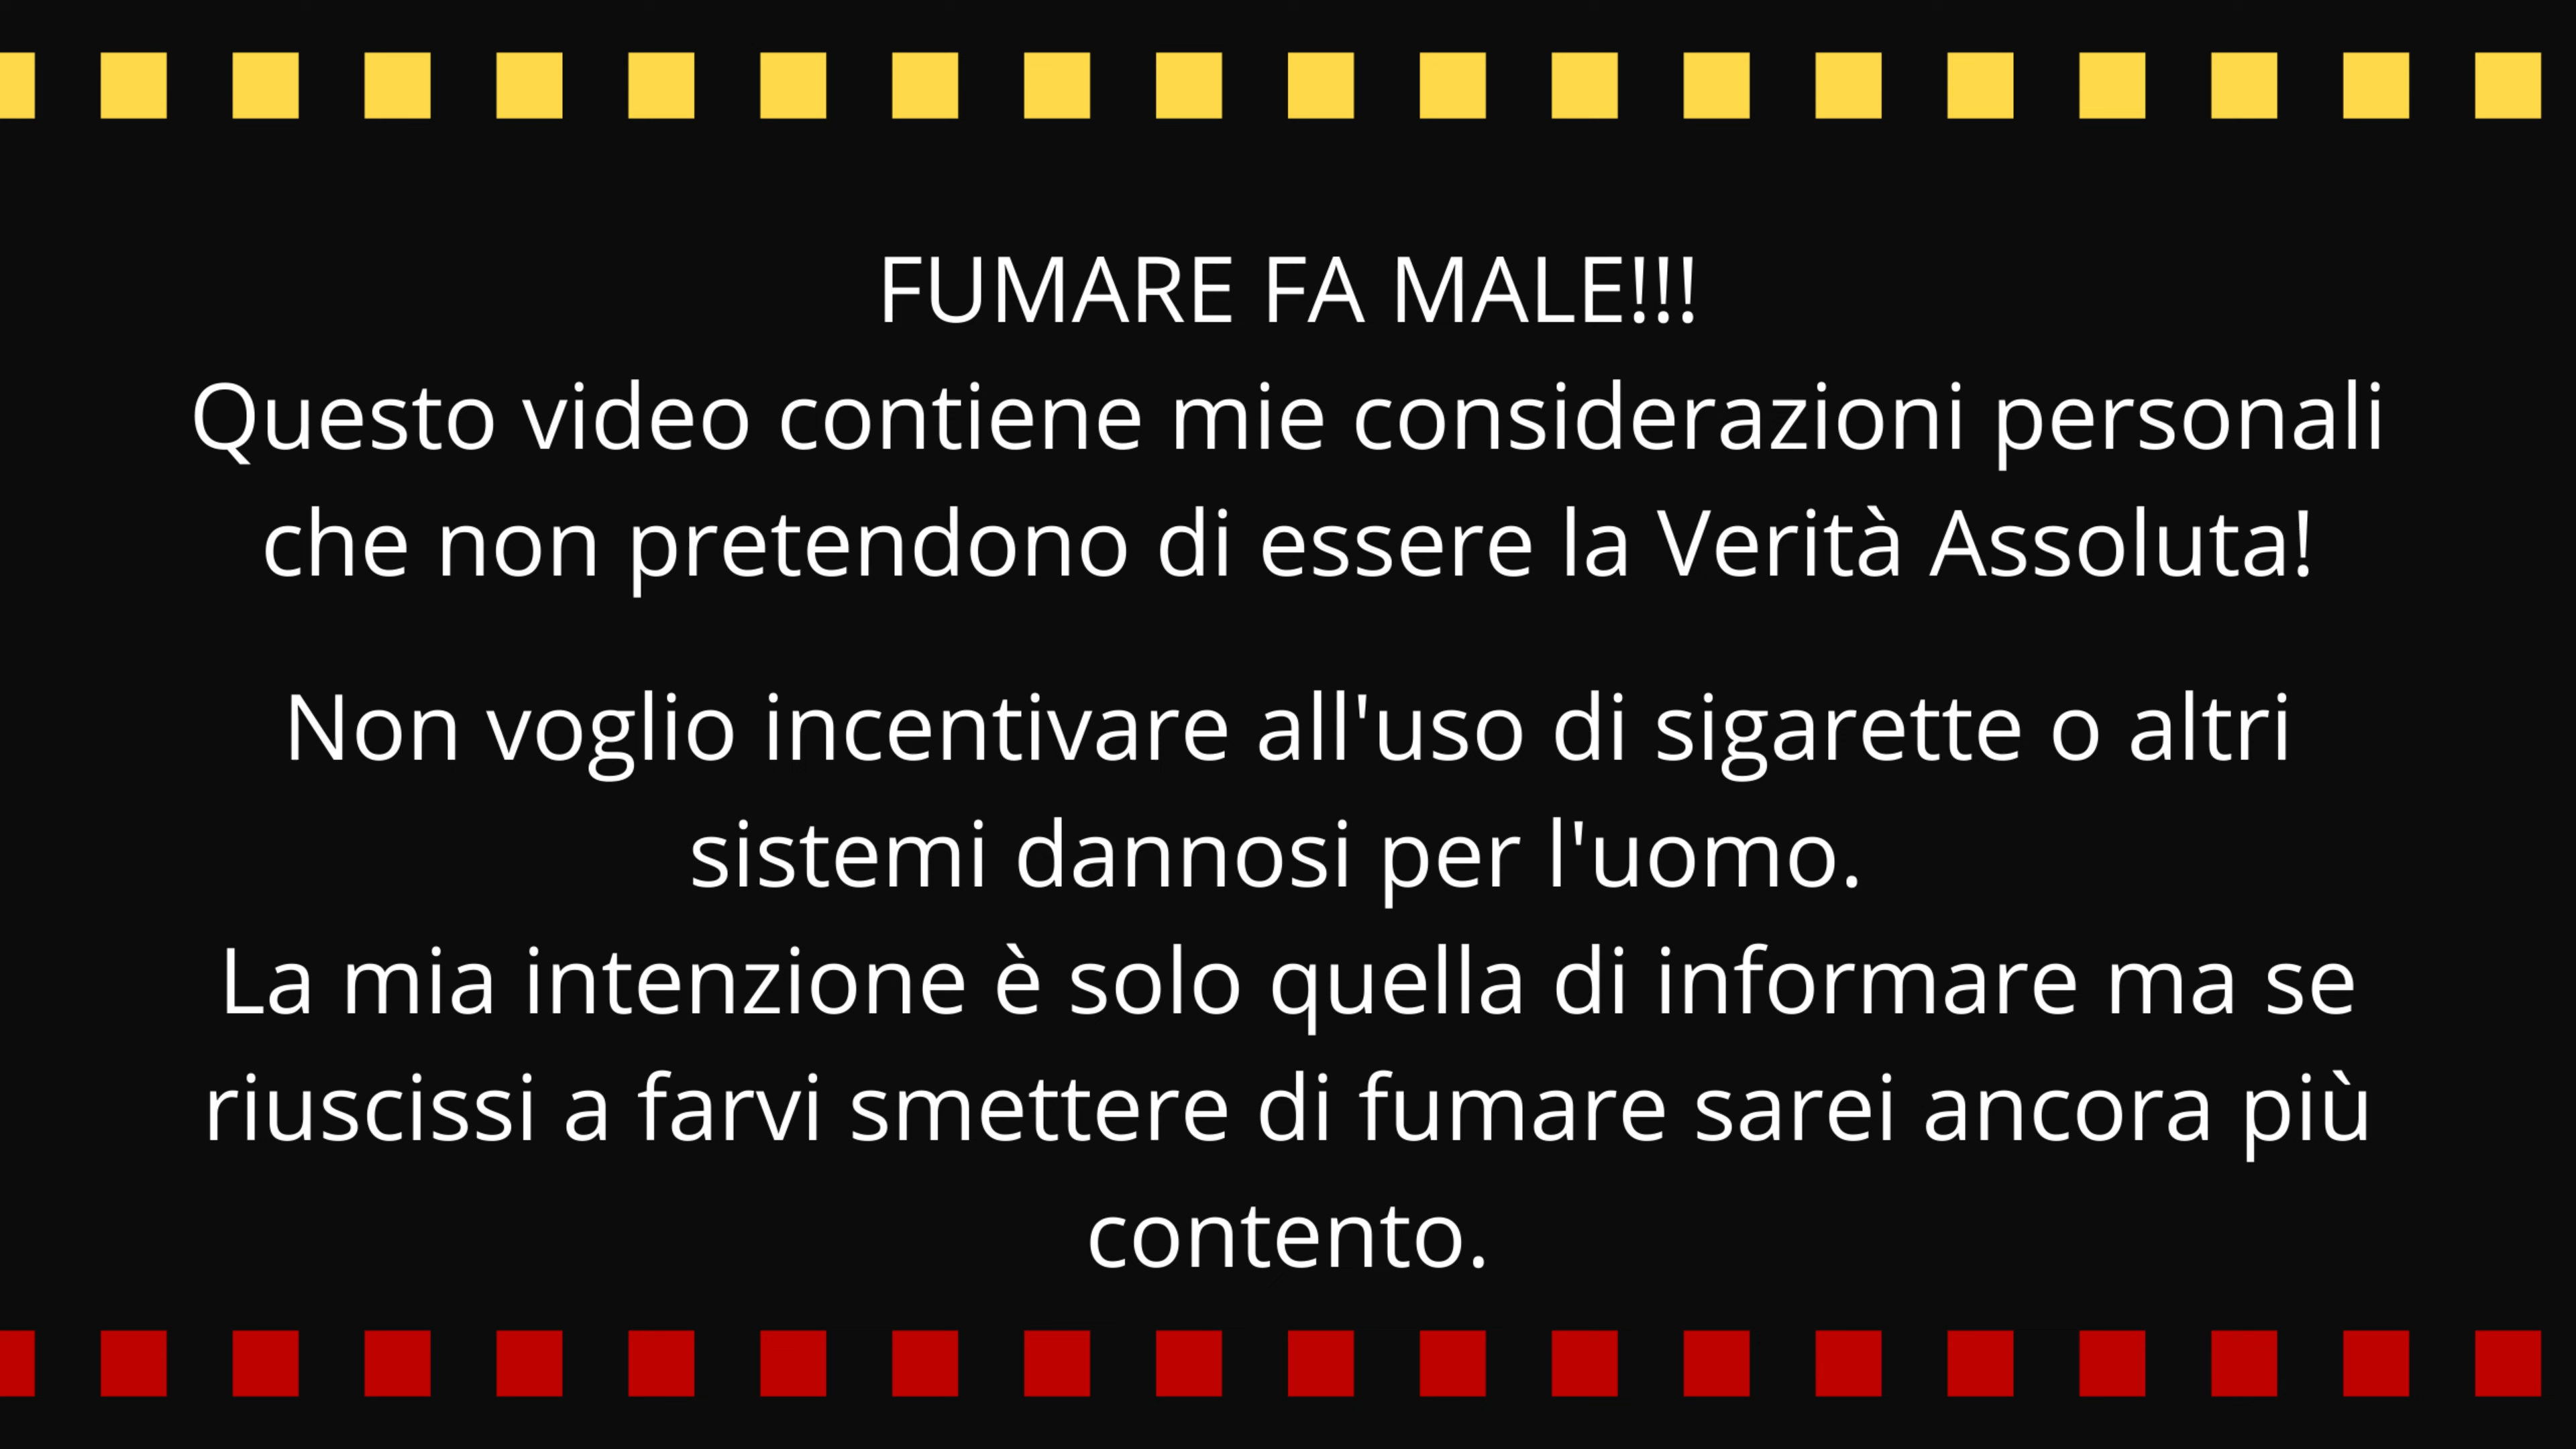 FUMARE FA MALE!!!
Questo video contiene mie considerazioni personali
che non pretendono di essere la Verità Assoluta!
Non voglio incentivare all'uso di sigarette o altri
sistemi dannosi per l'uomo.
La mia intenzione è solo quella di informare ma se
riuscissi a farvi smettere di fumare sarei ancora più
contento.